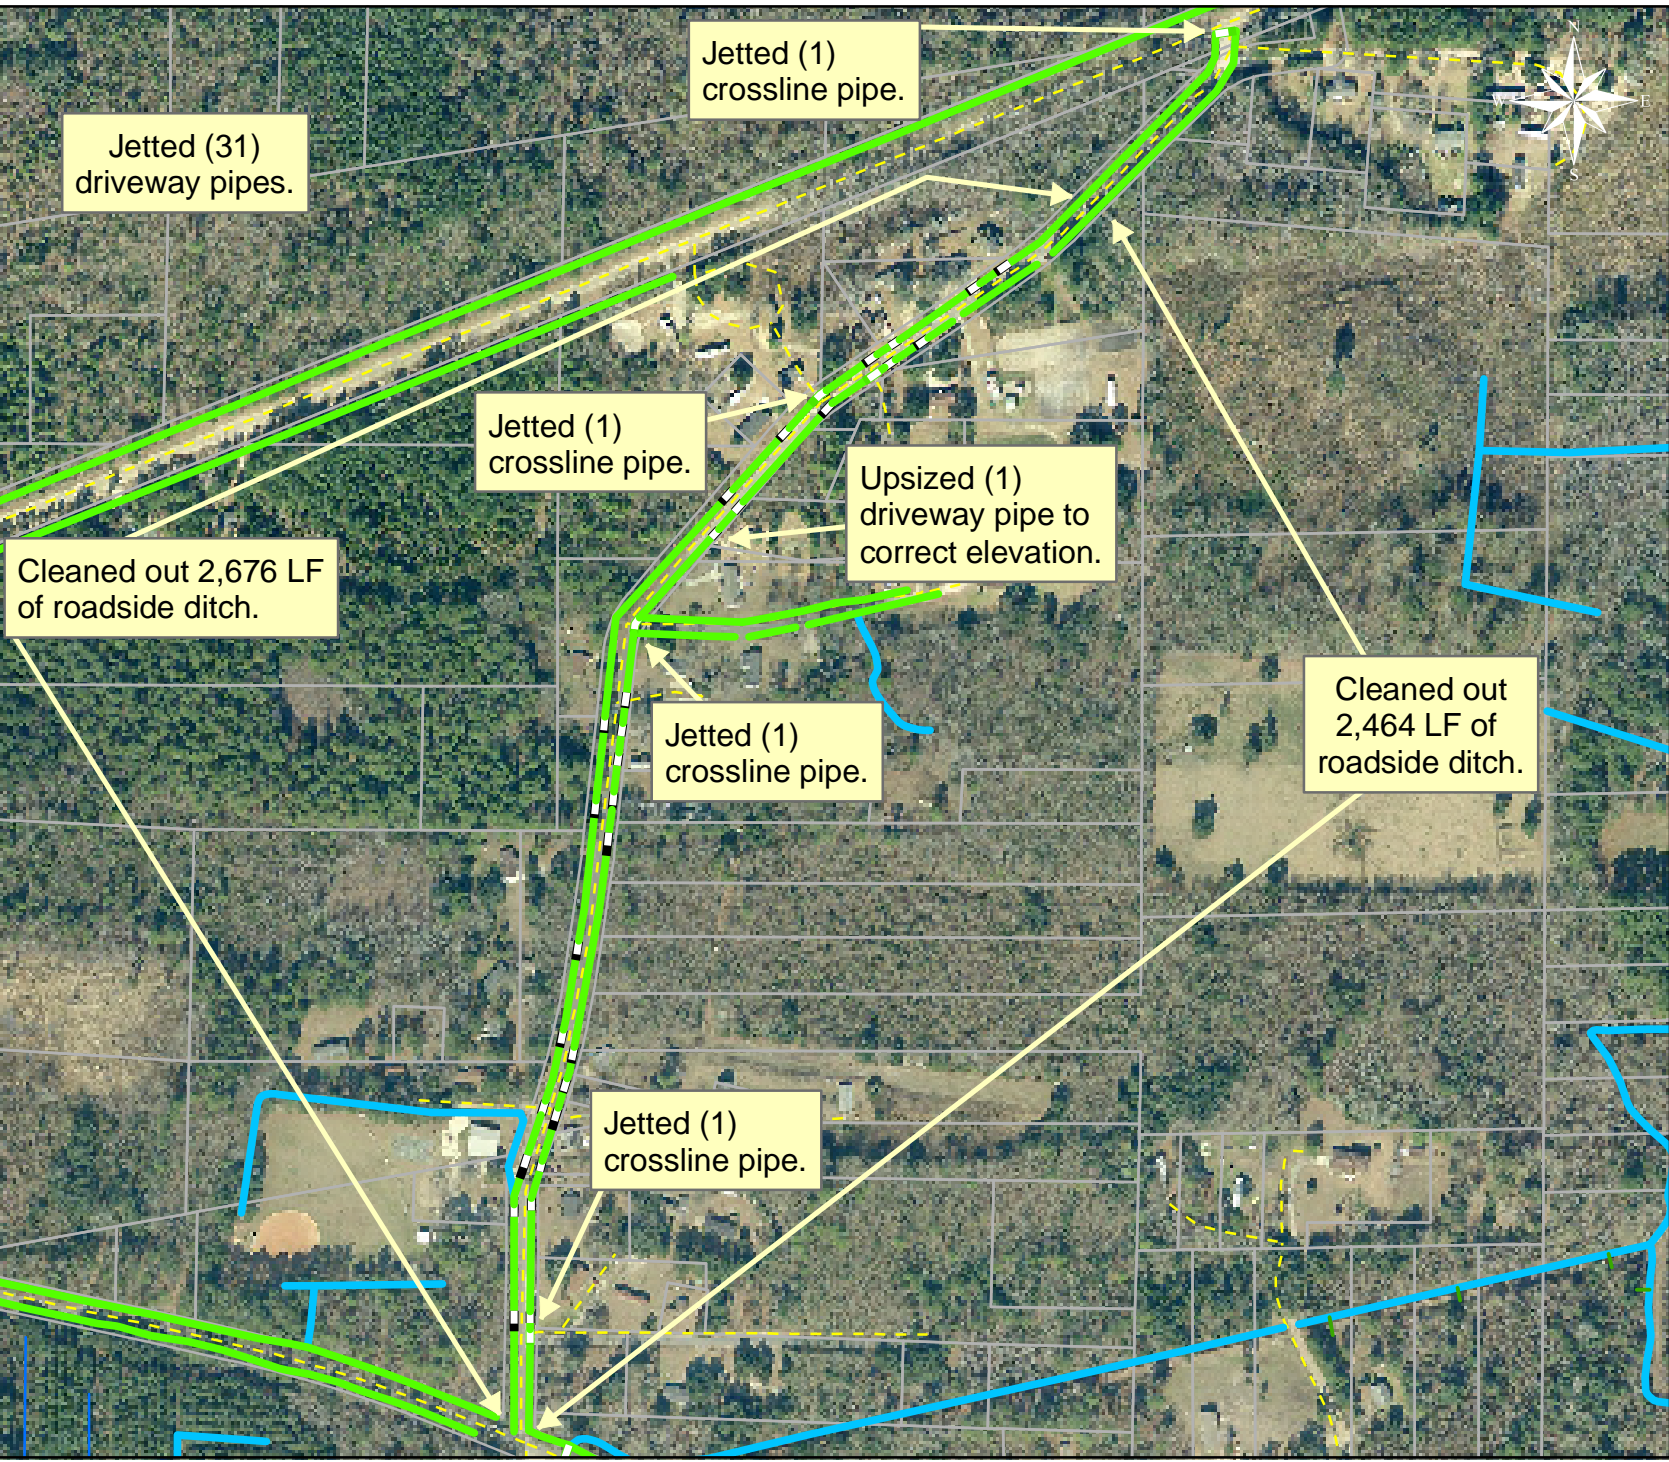 Jetted (1)
crossline pipe.
Jetted (31)
driveway pipes.
N
W
E
S
Jetted (1)
crossline pipe.
Upsized (1)
driveway pipe to
correct elevation.
Cleaned out 2,676 LF
of roadside ditch.
Jetted (1)
crossline pipe.
Cleaned out
2,464 LF of
roadside ditch.
Jetted (1)
crossline pipe.